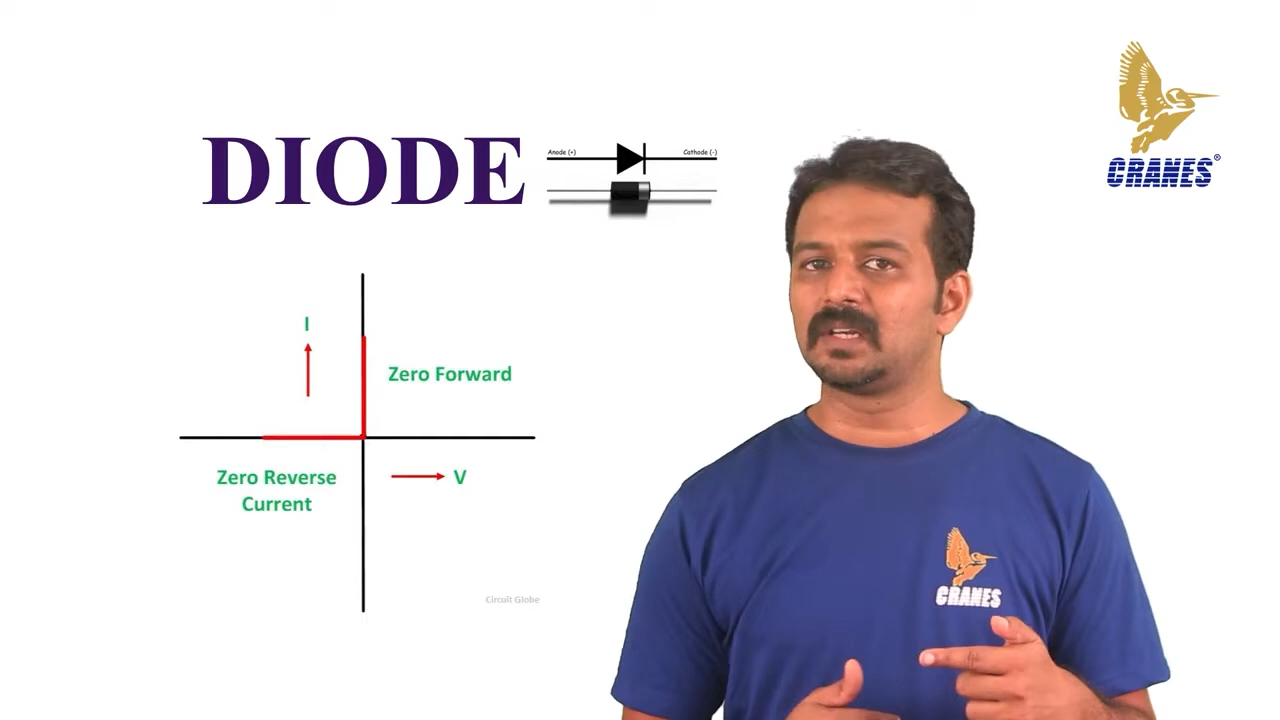 DIODE
Anode (+)
Cathode (-)
CRANES®
I
Zero Forward
Zero Reverse
Current
V
Circuit Globe
CRANES